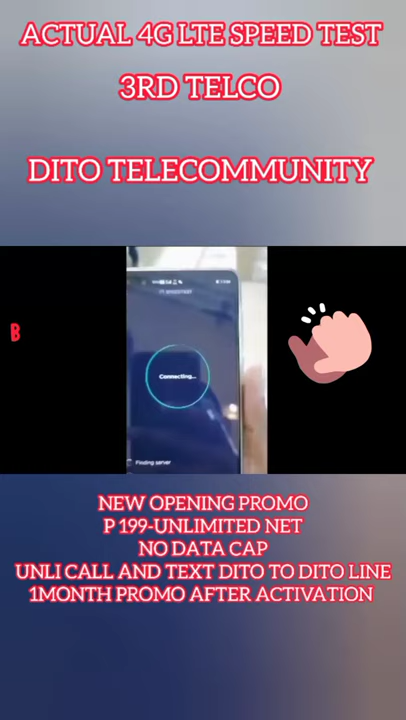 ACTUAL 4G LTE SPEED TEST
3RD TELCO
DITO TELECOMMUNITY
SPEEDTEST
B
Connecting...
Finding server
NEW OPENING PROMO
P 199-UNLIMITED NET
NO DATA CAP
UNLI CALL AND TEXT DITO TO DITO LINE
1MONTH PROMO AFTER ACTIVATION